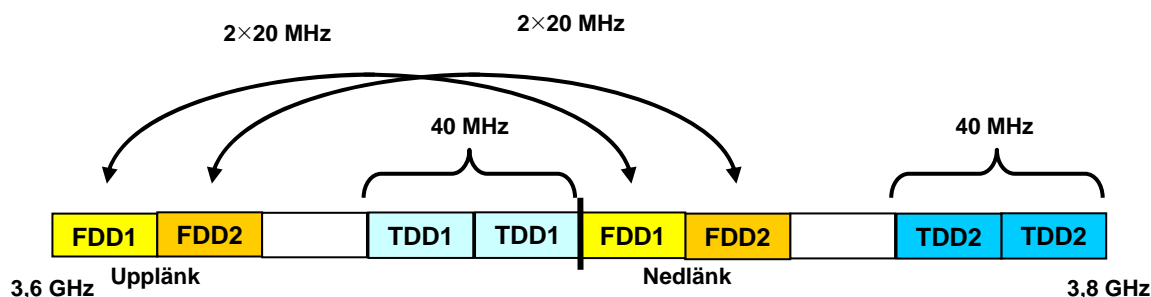 2×20 MHz
2×20 MHz
40 MHz
40 MHz
FDD1 FDD2 TDD1 TDD1 FDD1 FDD2 TDD2 TDD2
3,6 GHz Upplänk Nedlänk 3,8 GHz